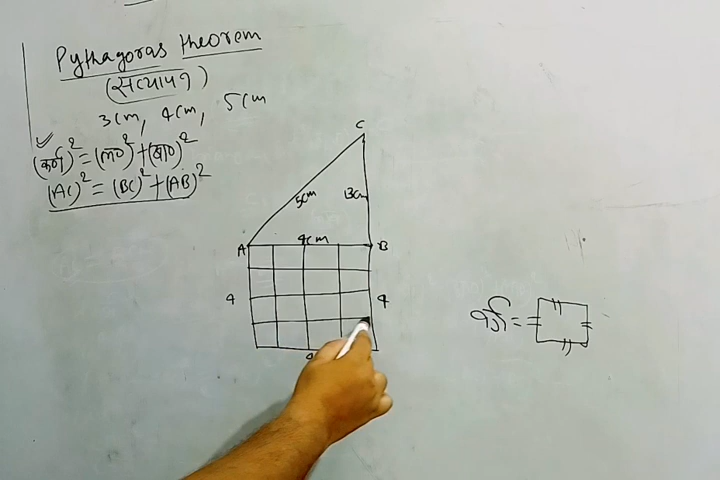 Pythagoras theorem
(सत्यापन)
3cm, 4cm, 5cm
(कर्ण)² = (लम्ब)² + (आधार)²
(AC)² = (BC)² + (AB)²
C
5cm
3cm
A
4cm
B
4
4
वर्ग =